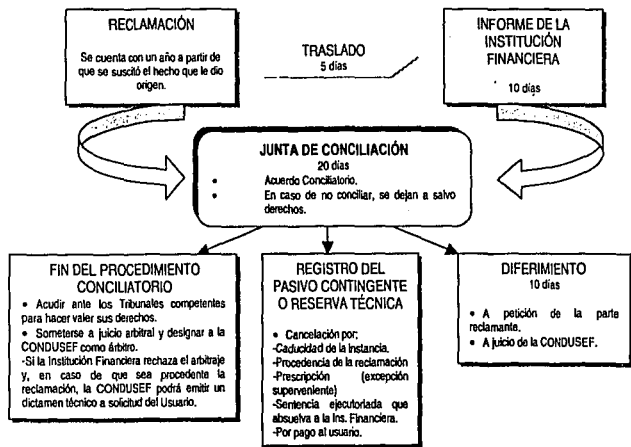 RECLAMACIÓN
Se cuenta con un año a partir de
que se suscitó el hecho que le dio
origen.
TRASLADO
5 días
INFORME DE LA
INSTITUCIÓN
FINANCIERA
10 días
JUNTA DE CONCILIACIÓN
20 días
• Acuerdo Conciliatorio.
• En caso de no conciliar, se dejan a salvo
derechos.
FIN DEL PROCEDIMIENTO
CONCILIATORIO
• Acudir ante los Tribunales competentes
para hacer valer sus derechos.
• Someterse a juicio arbitral y designar a la
CONDUSEF como árbitro.
-Si la Institución Financiera rechaza el arbitraje
y, en caso de que sea procedente la
reclamación, la CONDUSEF podrá emitir un
dictamen técnico a solicitud del Usuario.
REGISTRO DEL
PASIVO CONTINGENTE
O RESERVA TÉCNICA
• Cancelación por:
-Caducidad de la Instancia.
-Procedencia de la reclamación
-Prescripción (excepción
superveniente)
-Sentencia ejecutoriada que
absuelva a la Ins. Financiera.
-Por pago al usuario.
DIFERIMIENTO
10 días
• A petición de la parte
reclamante.
• A juicio de la CONDUSEF.